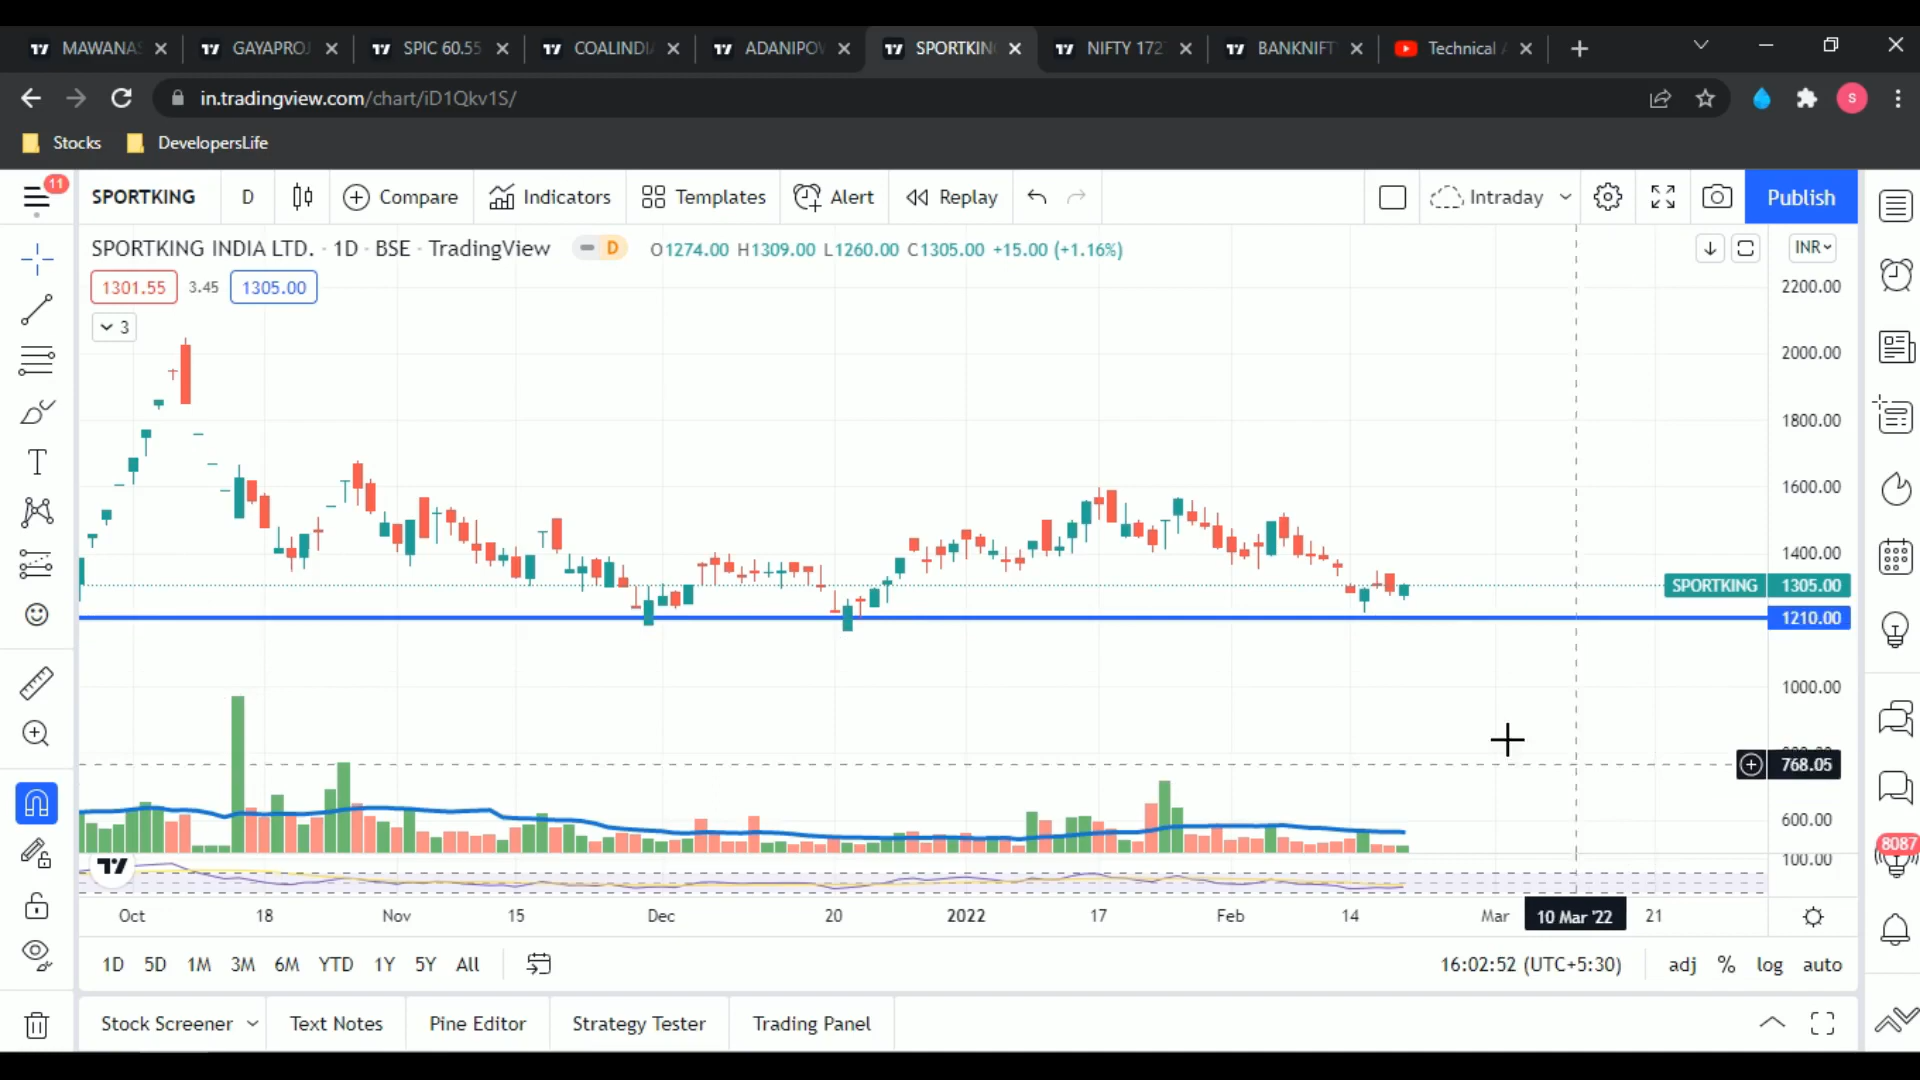 MAWANA
GAYAPROJ
SPIC 60.55
COALINDI
ADANIPOW
SPORTKIN
NIFTY 172
BANKNIFT
Technical A
in.tradingview.com/chart/iD1Qkv1S/
S
Stocks
DevelopersLife
11
SPORTKING
D
Compare
Indicators
Templates
Alert
Replay
Intraday
Publish
SPORTKING INDIA LTD. · 1D · BSE · TradingView
D
O1274.00 H1309.00 L1260.00 C1305.00 +15.00 (+1.16%)
INR
1301.55
3.45
1305.00
3
2200.00
2000.00
1800.00
1600.00
1400.00
SPORTKING 1305.00
1210.00
1000.00
768.05
600.00
100.00
8087
Oct
18
Nov
15
Dec
20
2022
17
Feb
14
Mar
10 Mar '22
21
1D
5D
1M
3M
6M
YTD
1Y
5Y
All
16:02:52 (UTC+5:30)
adj
%
log
auto
Stock Screener
Text Notes
Pine Editor
Strategy Tester
Trading Panel